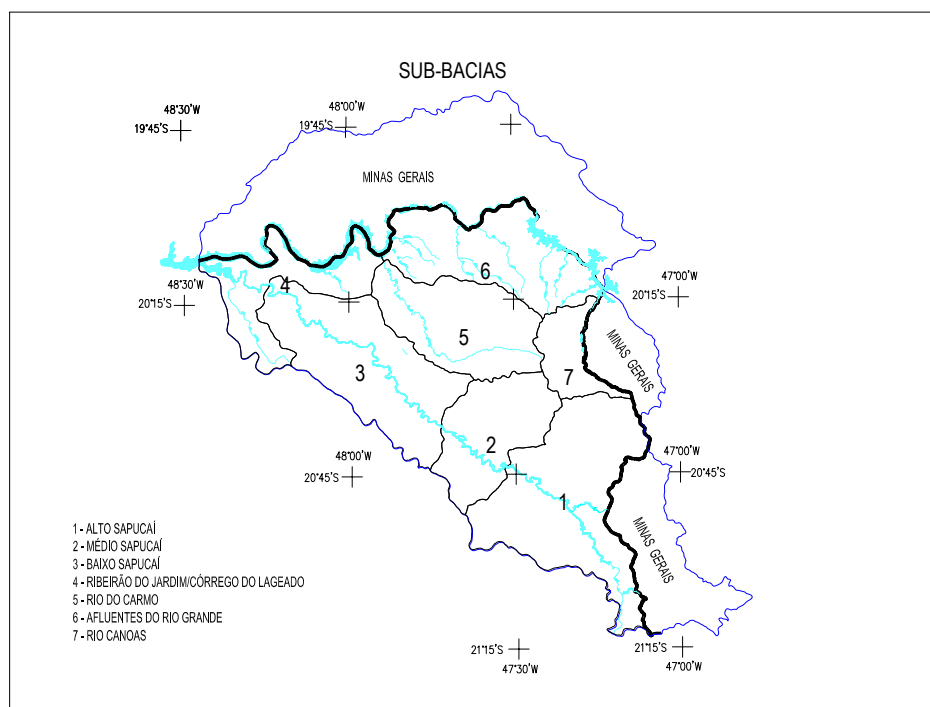 SUB-BACIAS
48°30'W
19°45'S
48°00'W
19°45'S
MINAS GERAIS
6
4
48°30'W
20°15'S
47°00'W
20°15'S
MINAS GERAIS
5
3
7
2
48°00'W
20°45'S
47°00'W
20°45'S
1
MINAS GERAIS
1 - ALTO SAPUCAÍ
2 - MÉDIO SAPUCAÍ
3 - BAIXO SAPUCAÍ
4 - RIBEIRÃO DO JARDIM/CÓRREGO DO LAGEADO
5 - RIO DO CARMO
6 - AFLUENTES DO RIO GRANDE
7 - RIO CANOAS
21°15'S
47°30'W
21°15'S
47°00'W